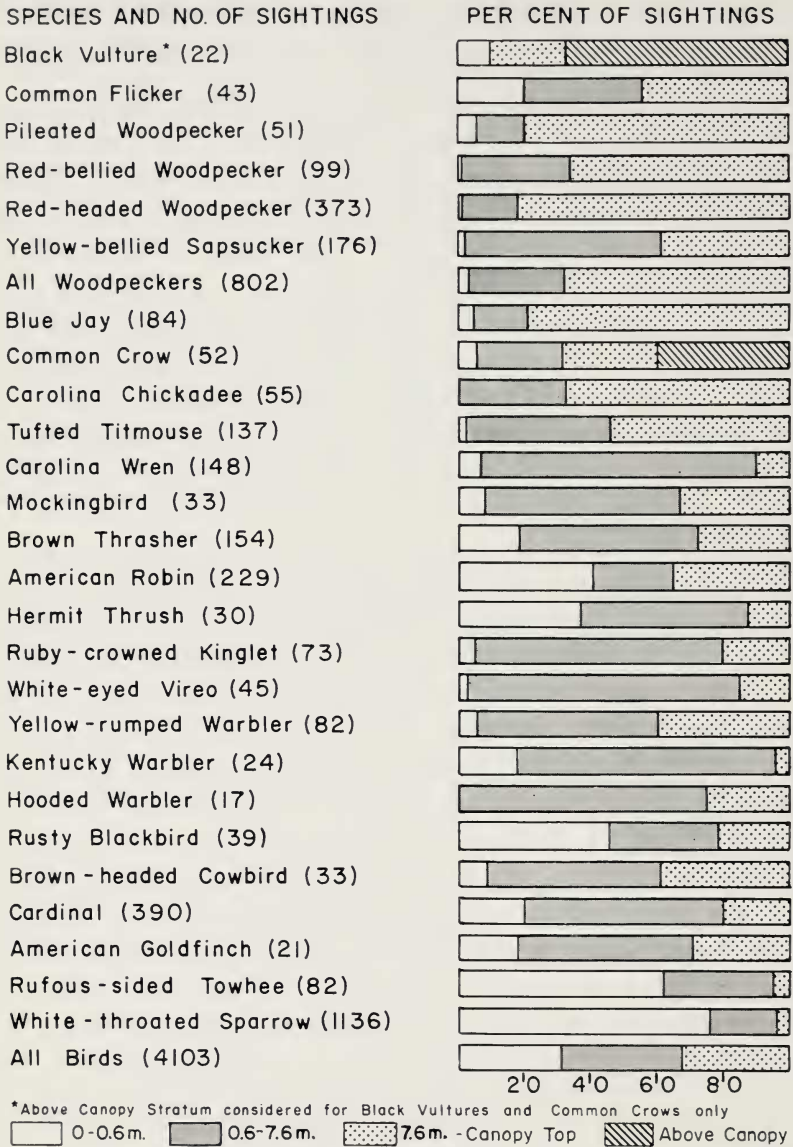 SPECIES AND NO. OF SIGHTINGS PER CENT OF SIGHTINGS
Black Vulture* (22)
Common Flicker (43)
Pileated Woodpecker (51)
Red-bellied Woodpecker (99)
Red-headed Woodpecker (373)
Yellow-bellied Sapsucker (176)
All Woodpeckers (802)
Blue Jay (184)
Common Crow (52)
Carolina Chickadee (55)
Tufted Titmouse (137)
Carolina Wren (148)
Mockingbird (33)
Brown Thrasher (154)
American Robin (229)
Hermit Thrush (30)
Ruby-crowned Kinglet (73)
White-eyed Vireo (45)
Yellow-rumped Warbler (82)
Kentucky Warbler (24)
Hooded Warbler (17)
Rusty Blackbird (39)
Brown-headed Cowbird (33)
Cardinal (390)
American Goldfinch (21)
Rufous-sided Towhee (82)
White-throated Sparrow (1136)
All Birds (4103)
20 40 60 80
*Above Canopy Stratum considered for Black Vultures and Common Crows only
0-0.6m. 0.6-7.6m. 7.6m.-Canopy Top Above Canopy